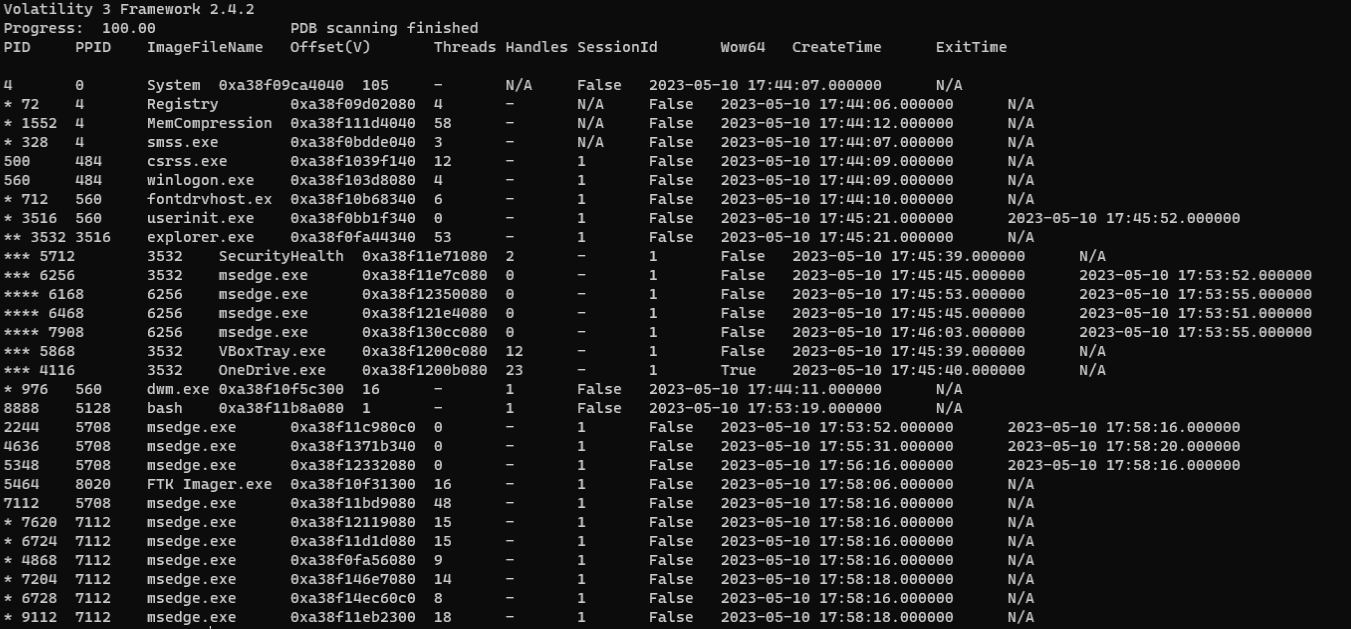 Volatility 3 Framework 2.4.2
Progress:  100.00               PDB scanning finished
PID     PPID    ImageFileName   Offset(V)       Threads Handles SessionId       Wow64   CreateTime      ExitTime
4       0       System  0xa38f09ca4040  105     -       N/A     False   2023-05-10 17:44:07.000000      N/A
* 72    4       Registry        0xa38f09d02080  4       -       N/A     False   2023-05-10 17:44:06.000000      N/A
* 1552  4       MemCompression  0xa38f111d4040  58      -       N/A     False   2023-05-10 17:44:12.000000      N/A
* 328   4       smss.exe        0xa38f0bdde040  3       -       N/A     False   2023-05-10 17:44:07.000000      N/A
500     484     csrss.exe       0xa38f1039f140  12      -       1       False   2023-05-10 17:44:09.000000      N/A
560     484     winlogon.exe    0xa38f103d8080  4       -       1       False   2023-05-10 17:44:09.000000      N/A
* 712   560     fontdrvhost.ex  0xa38f10b68340  6       -       1       False   2023-05-10 17:44:10.000000      N/A
* 3516  560     userinit.exe    0xa38f0bb1f340  0       -       1       False   2023-05-10 17:45:21.000000      2023-05-10 17:45:52.000000
** 3532 3516    explorer.exe    0xa38f0fa44340  53      -       1       False   2023-05-10 17:45:21.000000      N/A
*** 5712        3532    SecurityHealth  0xa38f11e71080  2       -       1       False   2023-05-10 17:45:39.000000      N/A
*** 6256        3532    msedge.exe      0xa38f11e7c080  0       -       1       False   2023-05-10 17:45:45.000000      2023-05-10 17:53:52.000000
**** 6168       6256    msedge.exe      0xa38f12350080  0       -       1       False   2023-05-10 17:45:53.000000      2023-05-10 17:53:55.000000
**** 6468       6256    msedge.exe      0xa38f121e4080  0       -       1       False   2023-05-10 17:45:45.000000      2023-05-10 17:53:51.000000
**** 7908       6256    msedge.exe      0xa38f130cc080  0       -       1       False   2023-05-10 17:46:03.000000      2023-05-10 17:53:55.000000
*** 5868        3532    VBoxTray.exe    0xa38f1200c080  12      -       1       False   2023-05-10 17:45:39.000000      N/A
*** 4116        3532    OneDrive.exe    0xa38f1200b080  23      -       1       True    2023-05-10 17:45:40.000000      N/A
* 976   560     dwm.exe 0xa38f10f5c300  16      -       1       False   2023-05-10 17:44:11.000000      N/A
8888    5128    bash    0xa38f11b8a080  1       -       1       False   2023-05-10 17:53:19.000000      N/A
2244    5708    msedge.exe      0xa38f11c980c0  0       -       1       False   2023-05-10 17:53:52.000000      2023-05-10 17:58:16.000000
4636    5708    msedge.exe      0xa38f1371b340  0       -       1       False   2023-05-10 17:55:31.000000      2023-05-10 17:58:20.000000
5348    5708    msedge.exe      0xa38f12332080  0       -       1       False   2023-05-10 17:56:16.000000      2023-05-10 17:58:16.000000
5464    8020    FTK Imager.exe  0xa38f10f31300  16      -       1       False   2023-05-10 17:58:06.000000      N/A
7112    5708    msedge.exe      0xa38f11bd9080  48      -       1       False   2023-05-10 17:58:16.000000      N/A
* 7620  7112    msedge.exe      0xa38f12119080  15      -       1       False   2023-05-10 17:58:16.000000      N/A
* 6724  7112    msedge.exe      0xa38f11d1d080  15      -       1       False   2023-05-10 17:58:16.000000      N/A
* 4868  7112    msedge.exe      0xa38f0fa56080  9       -       1       False   2023-05-10 17:58:16.000000      N/A
* 7204  7112    msedge.exe      0xa38f146e7080  14      -       1       False   2023-05-10 17:58:18.000000      N/A
* 6728  7112    msedge.exe      0xa38f14ec60c0  8       -       1       False   2023-05-10 17:58:16.000000      N/A
* 9112  7112    msedge.exe      0xa38f11eb2300  18      -       1       False   2023-05-10 17:58:18.000000      N/A